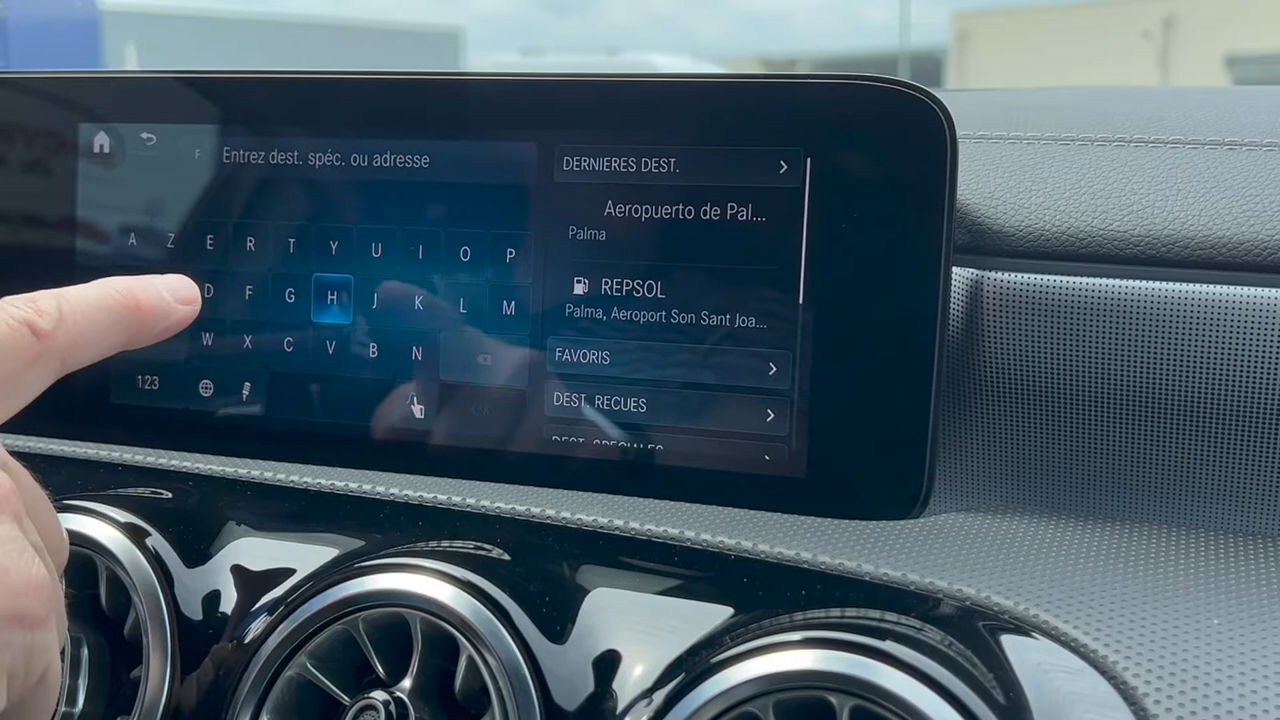 F Entrez dest. spéc. ou adresse
A Z E R T Y U I O P
D F G H J K L M
W X C V B N
123
OK
DERNIERES DEST.
Aeropuerto de Pal...
Palma
REPSOL
Palma, Aeroport Son Sant Joa...
FAVORIS
DEST. RECUES
DEST. SPECIALES